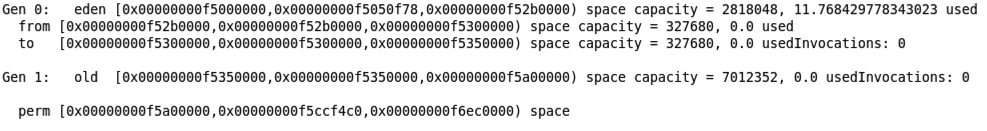 Gen 0:   eden [0x00000000f5000000,0x00000000f5050f78,0x00000000f52b0000) space capacity = 2818048, 11.768429778343023 used
  from [0x00000000f52b0000,0x00000000f52b0000,0x00000000f5300000) space capacity = 327680, 0.0 used
  to   [0x00000000f5300000,0x00000000f5300000,0x00000000f5350000) space capacity = 327680, 0.0 usedInvocations: 0
Gen 1:   old  [0x00000000f5350000,0x00000000f5350000,0x00000000f5a00000) space capacity = 7012352, 0.0 usedInvocations: 0
  perm [0x00000000f5a00000,0x00000000f5ccf4c0,0x00000000f6ec0000) space